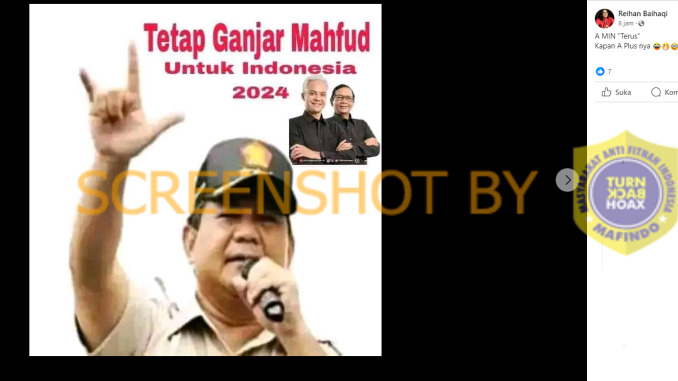 Tetap Ganjar Mahfud
Untuk Indonesia
2024
SCREENSHOT BY
Reihan Baihaqi
8 jam
A MIN "Terus"
Kapan A Plus nya
7
Suka
Kom
MASYARAKAT ANTI FITNAH INDONESIA
TURN
BACK
HOAX
MAFINDO